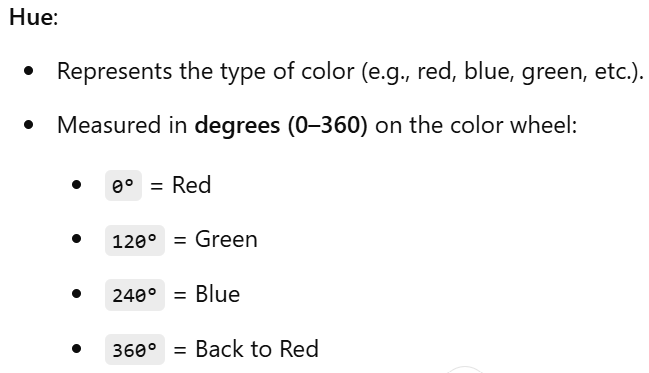 Hue:
• Represents the type of color (e.g., red, blue, green, etc.).
• Measured in degrees (0–360) on the color wheel:
• 0° = Red
• 120° = Green
• 240° = Blue
• 360° = Back to Red